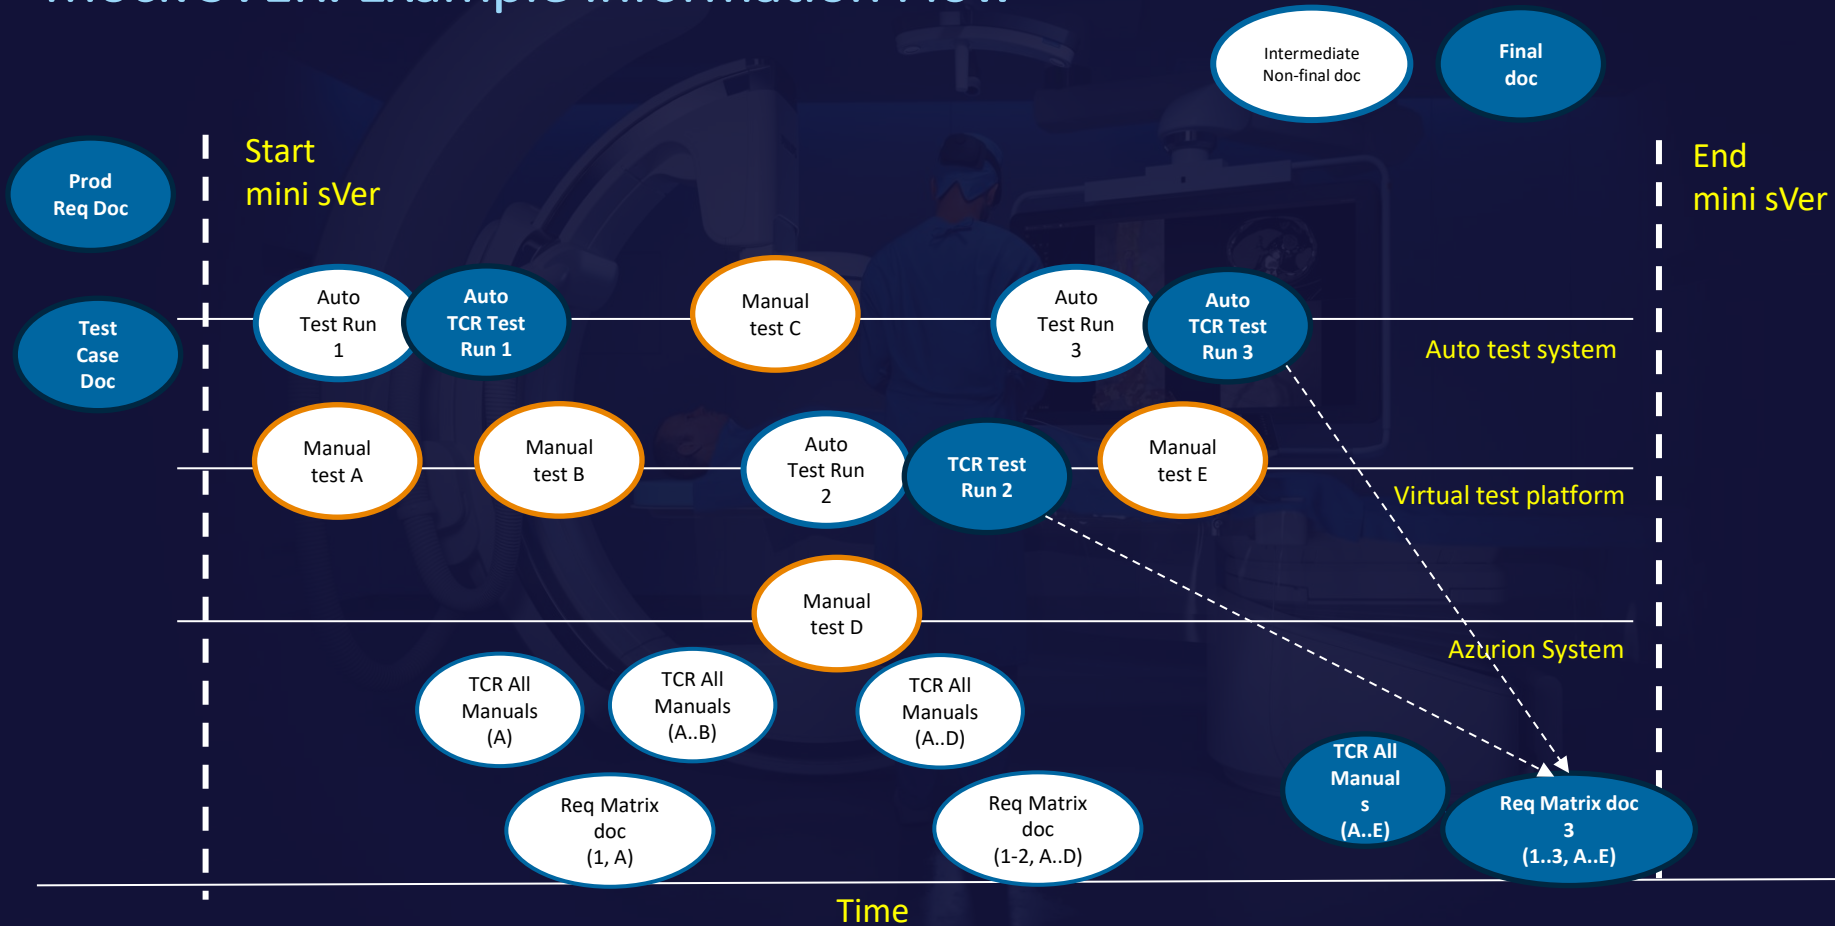 Intermediate
Non-final doc
Final
doc
Prod
Req Doc
Start
mini sVer
End
mini sVer
Test
Case
Doc
Auto
Test Run
1
Auto
TCR Test
Run 1
Manual
test C
Auto
Test Run
3
Auto
TCR Test
Run 3
Auto test system
Manual
test A
Manual
test B
Auto
Test Run
2
TCR Test
Run 2
Manual
test E
Virtual test platform
Manual
test D
Azurion System
TCR All
Manuals
(A)
TCR All
Manuals
(A..B)
TCR All
Manuals
(A..D)
TCR All
Manual
s
(A..E)
Req Matrix
doc
(1, A)
Req Matrix
doc
(1-2, A..D)
Req Matrix doc
3
(1..3, A..E)
Time